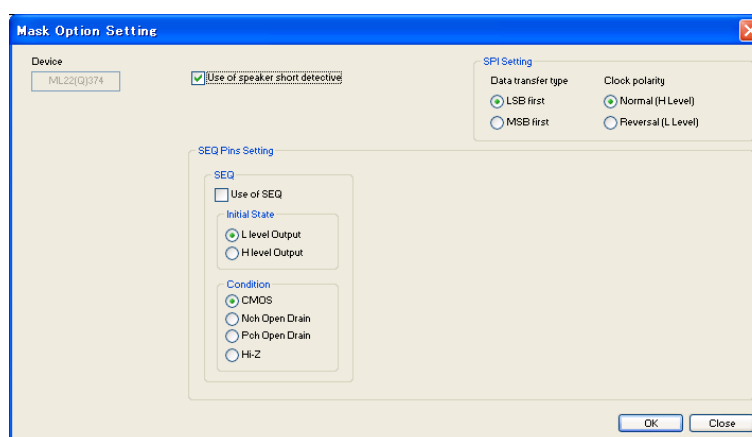 Mask Option Setting
Device
ML22(Q)374
Use of speaker short detective
SPI Setting
Data transfer type
Clock polarity
LSB first
Normal (H Level)
MSB first
Reversal (L Level)
SEQ Pins Setting
SEQ
Use of SEQ
Initial State
L level Output
H level Output
Condition
CMOS
Nch Open Drain
Pch Open Drain
Hi-Z
OK
Close